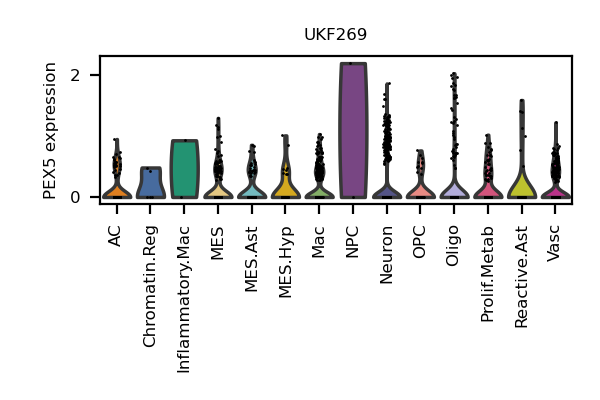 UKF269
PEX5 expression
2
0
AC
Chromatin.Reg
Inflammatory.Mac
MES
MES.Ast
MES.Hyp
Mac
NPC
Neuron
OPC
Oligo
Prolif.Metab
Reactive.Ast
Vasc